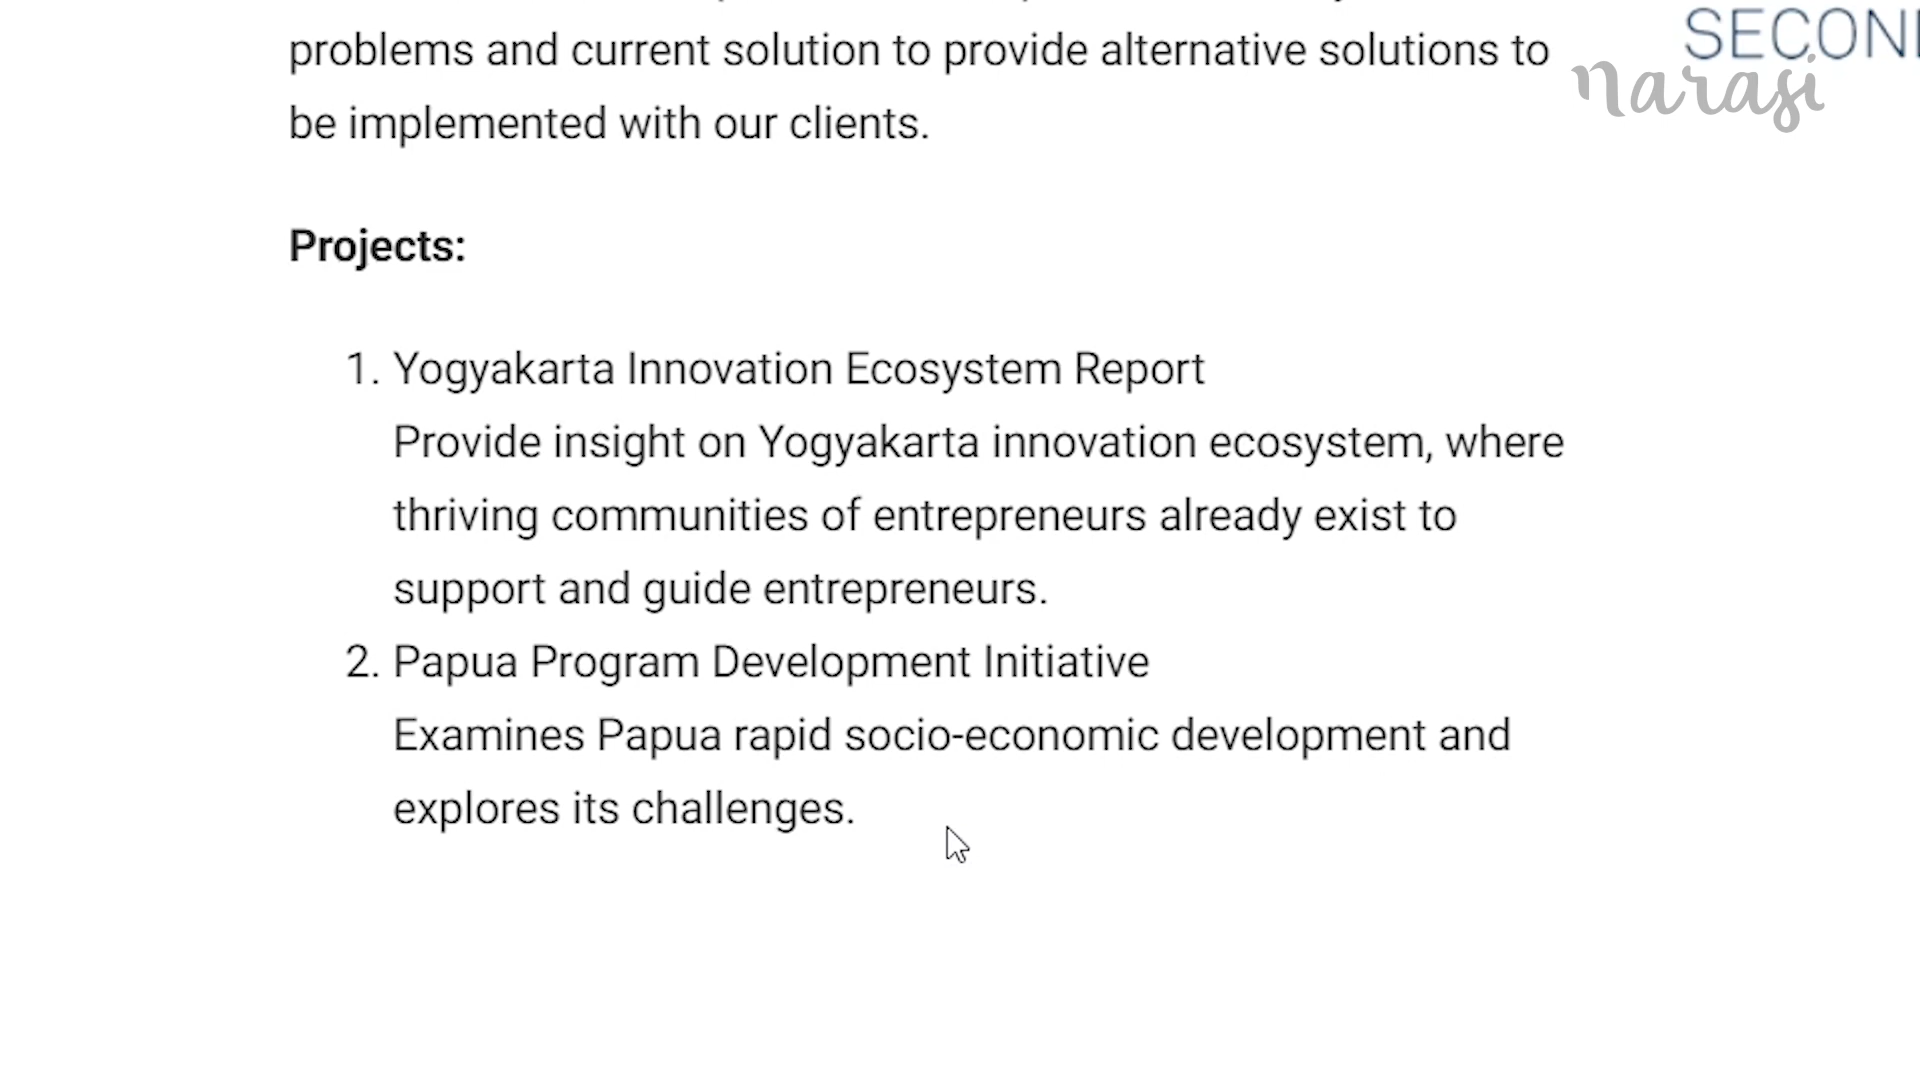 problems and current solution to provide alternative solutions to
be implemented with our clients.
SECON
narasi
Projects:
1. Yogyakarta Innovation Ecosystem Report
Provide insight on Yogyakarta innovation ecosystem, where
thriving communities of entrepreneurs already exist to
support and guide entrepreneurs.
2. Papua Program Development Initiative
Examines Papua rapid socio-economic development and
explores its challenges.